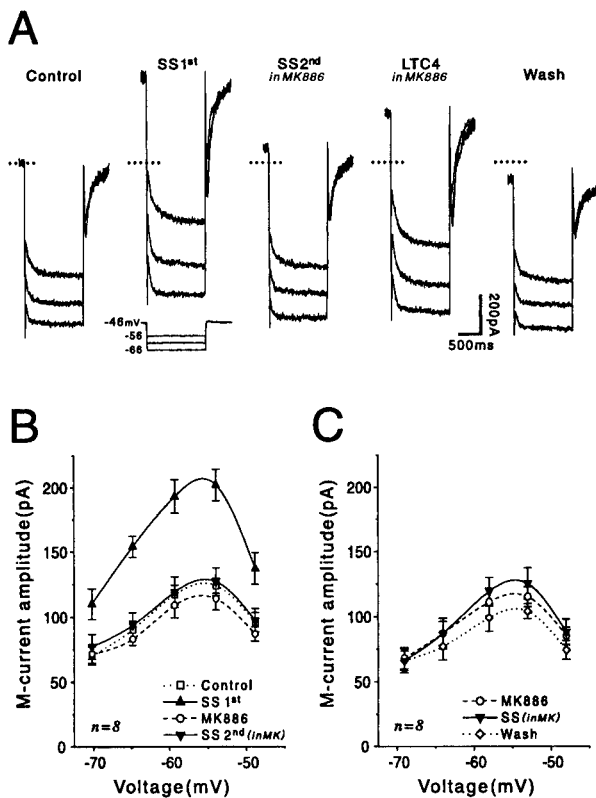 A
Control
SS1st
SS2nd
in MK886
LTC4
in MK886
Wash
-46mV
-56
-66
200pA
500ms
B
M-current amplitude(pA)
200
150
100
50
0
-70
-60
-50
Voltage(mV)
n=8
Control
SS 1st
MK886
SS 2nd (inMK)
C
M-current amplitude(pA)
200
150
100
50
0
-70
-60
-50
Voltage(mV)
n=8
MK886
SS(inMK)
Wash